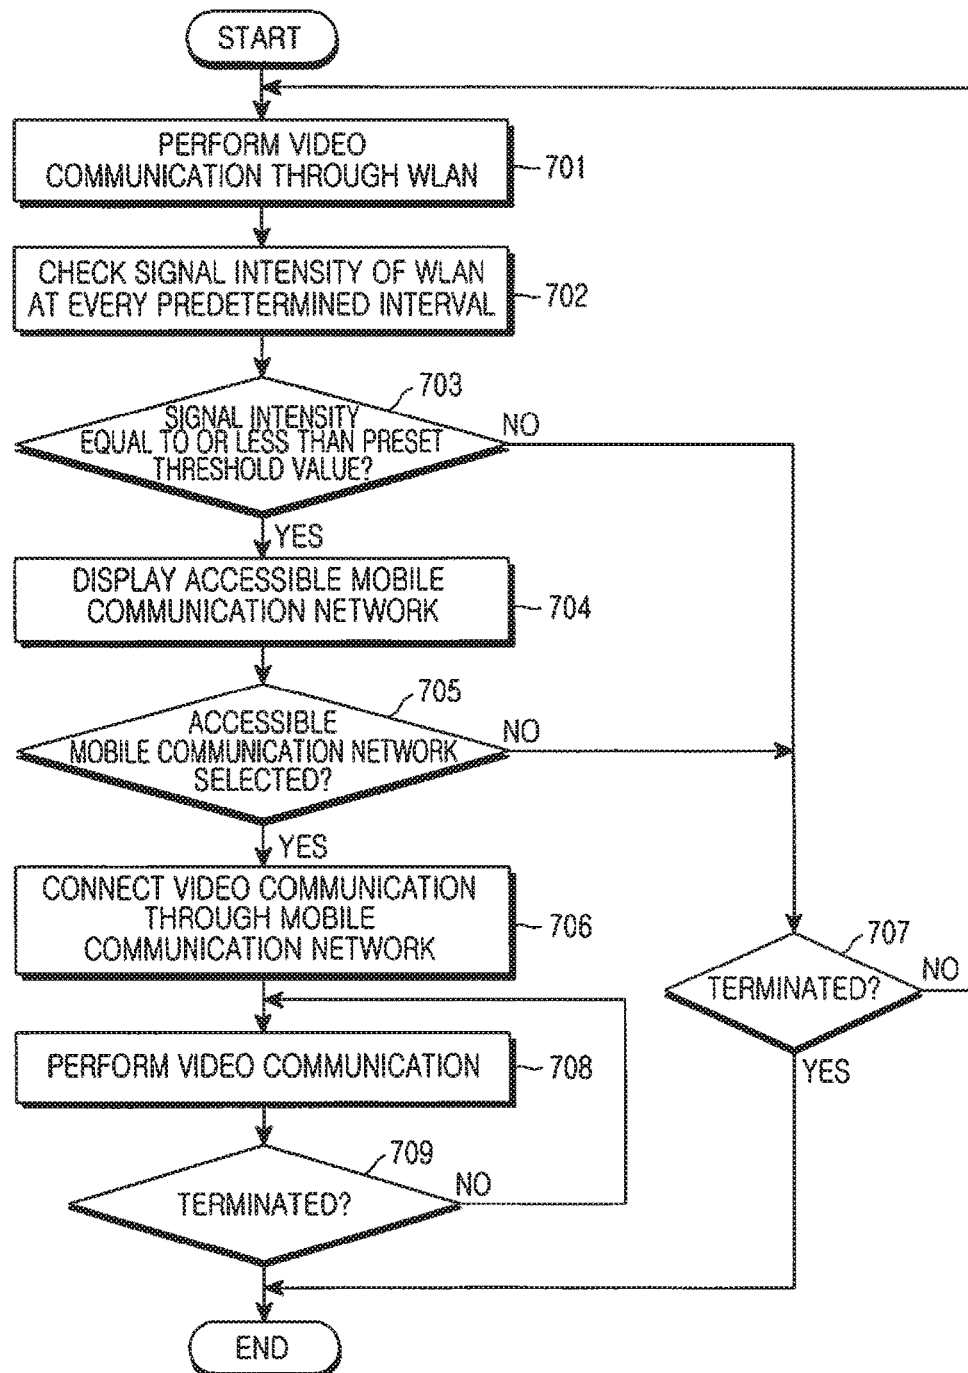 START
PERFORM VIDEO
COMMUNICATION THROUGH WLAN
701
CHECK SIGNAL INTENSITY OF WLAN
AT EVERY PREDETERMINED INTERVAL
702
703
SIGNAL INTENSITY
EQUAL TO OR LESS THAN PRESET
THRESHOLD VALUE?
NO
YES
DISPLAY ACCESSIBLE MOBILE
COMMUNICATION NETWORK
704
705
ACCESSIBLE
MOBILE COMMUNICATION NETWORK
SELECTED?
NO
YES
CONNECT VIDEO COMMUNICATION
THROUGH MOBILE
COMMUNICATION NETWORK
706
707
TERMINATED?
NO
YES
PERFORM VIDEO COMMUNICATION
708
709
TERMINATED?
NO
END